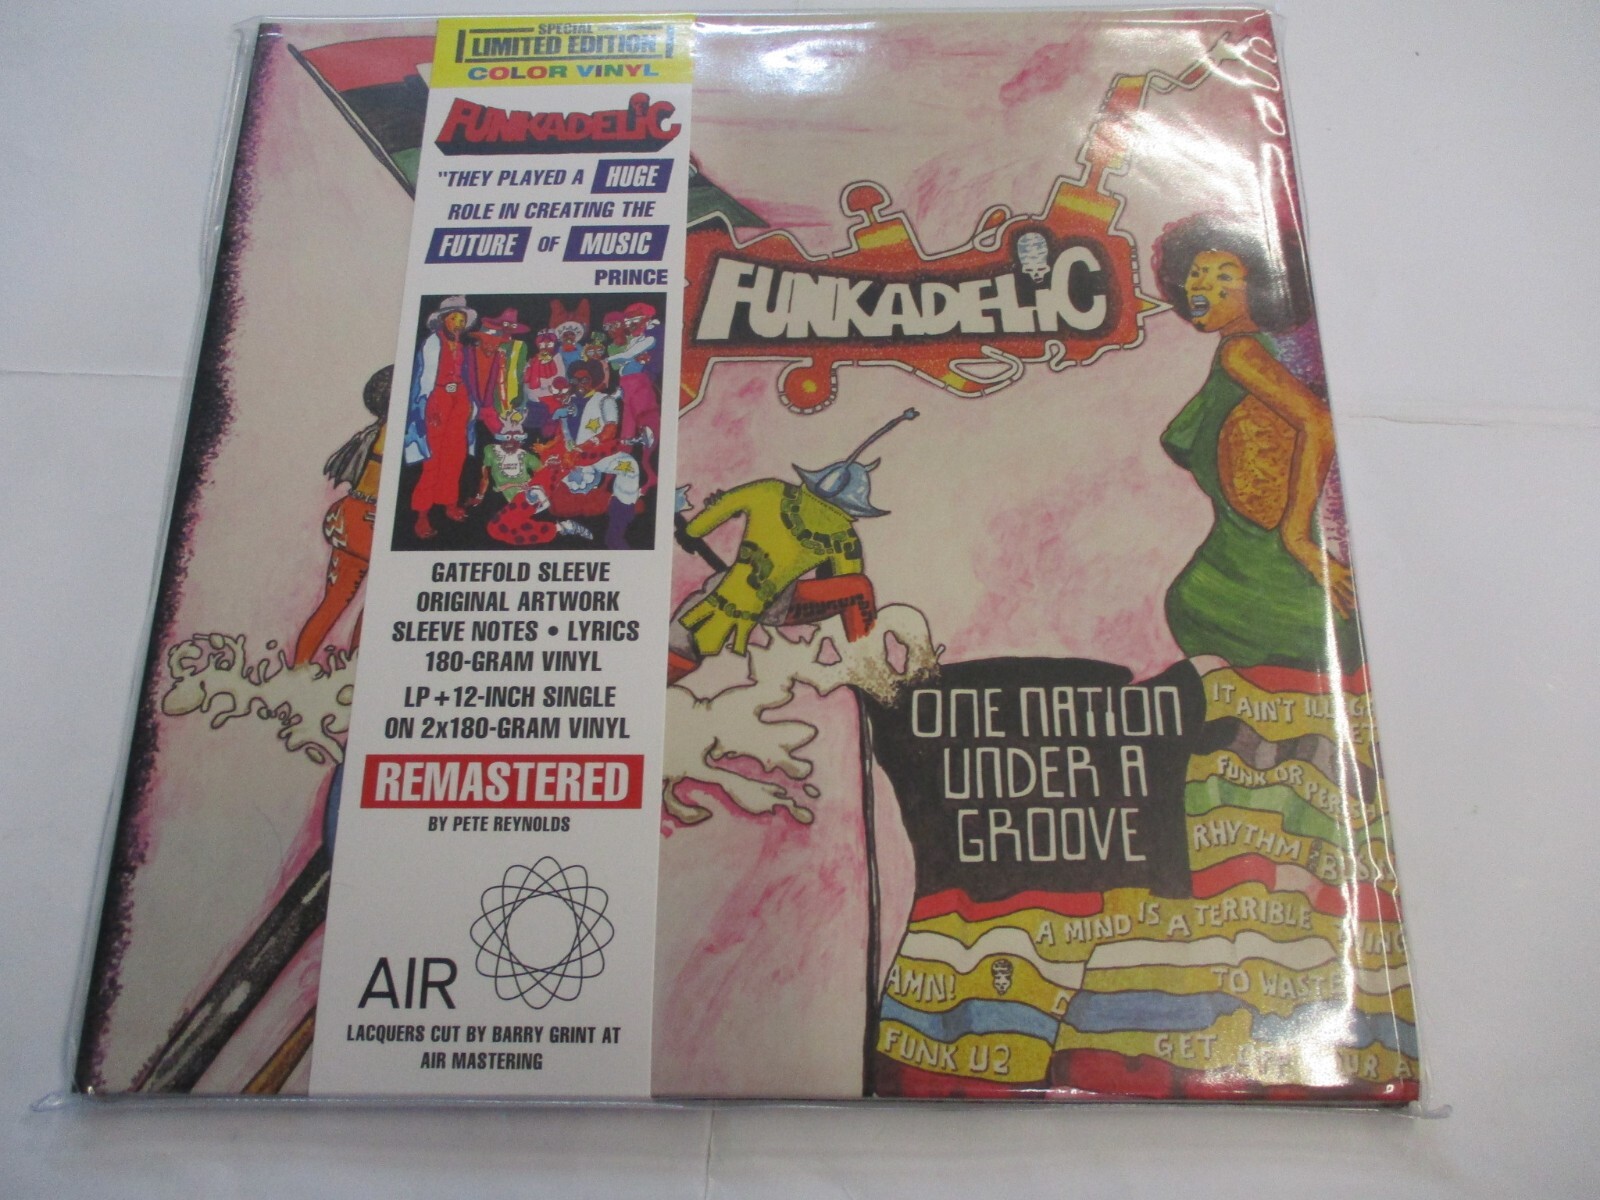 SPECIAL
LIMITED EDITION
COLOR VINYL
FUNKADELIC
"THEY PLAYED A HUGE
ROLE IN CREATING THE
FUTURE OF MUSIC
PRINCE
GATEFOLD SLEEVE
ORIGINAL ARTWORK
SLEEVE NOTES • LYRICS
180-GRAM VINYL
LP + 12-INCH SINGLE
ON 2x180-GRAM VINYL
REMASTERED
BY PETE REYNOLDS
AIR
LACQUERS CUT BY BARRY GRINT AT
AIR MASTERING
FUNKADELIC
ONE NATION
UNDER A
GROOVE
IT AIN'T
FUNK OR
RHYTHM
A MIND IS A TERRIBLE
TO WASTE
AMN!
FUNK U2
GET